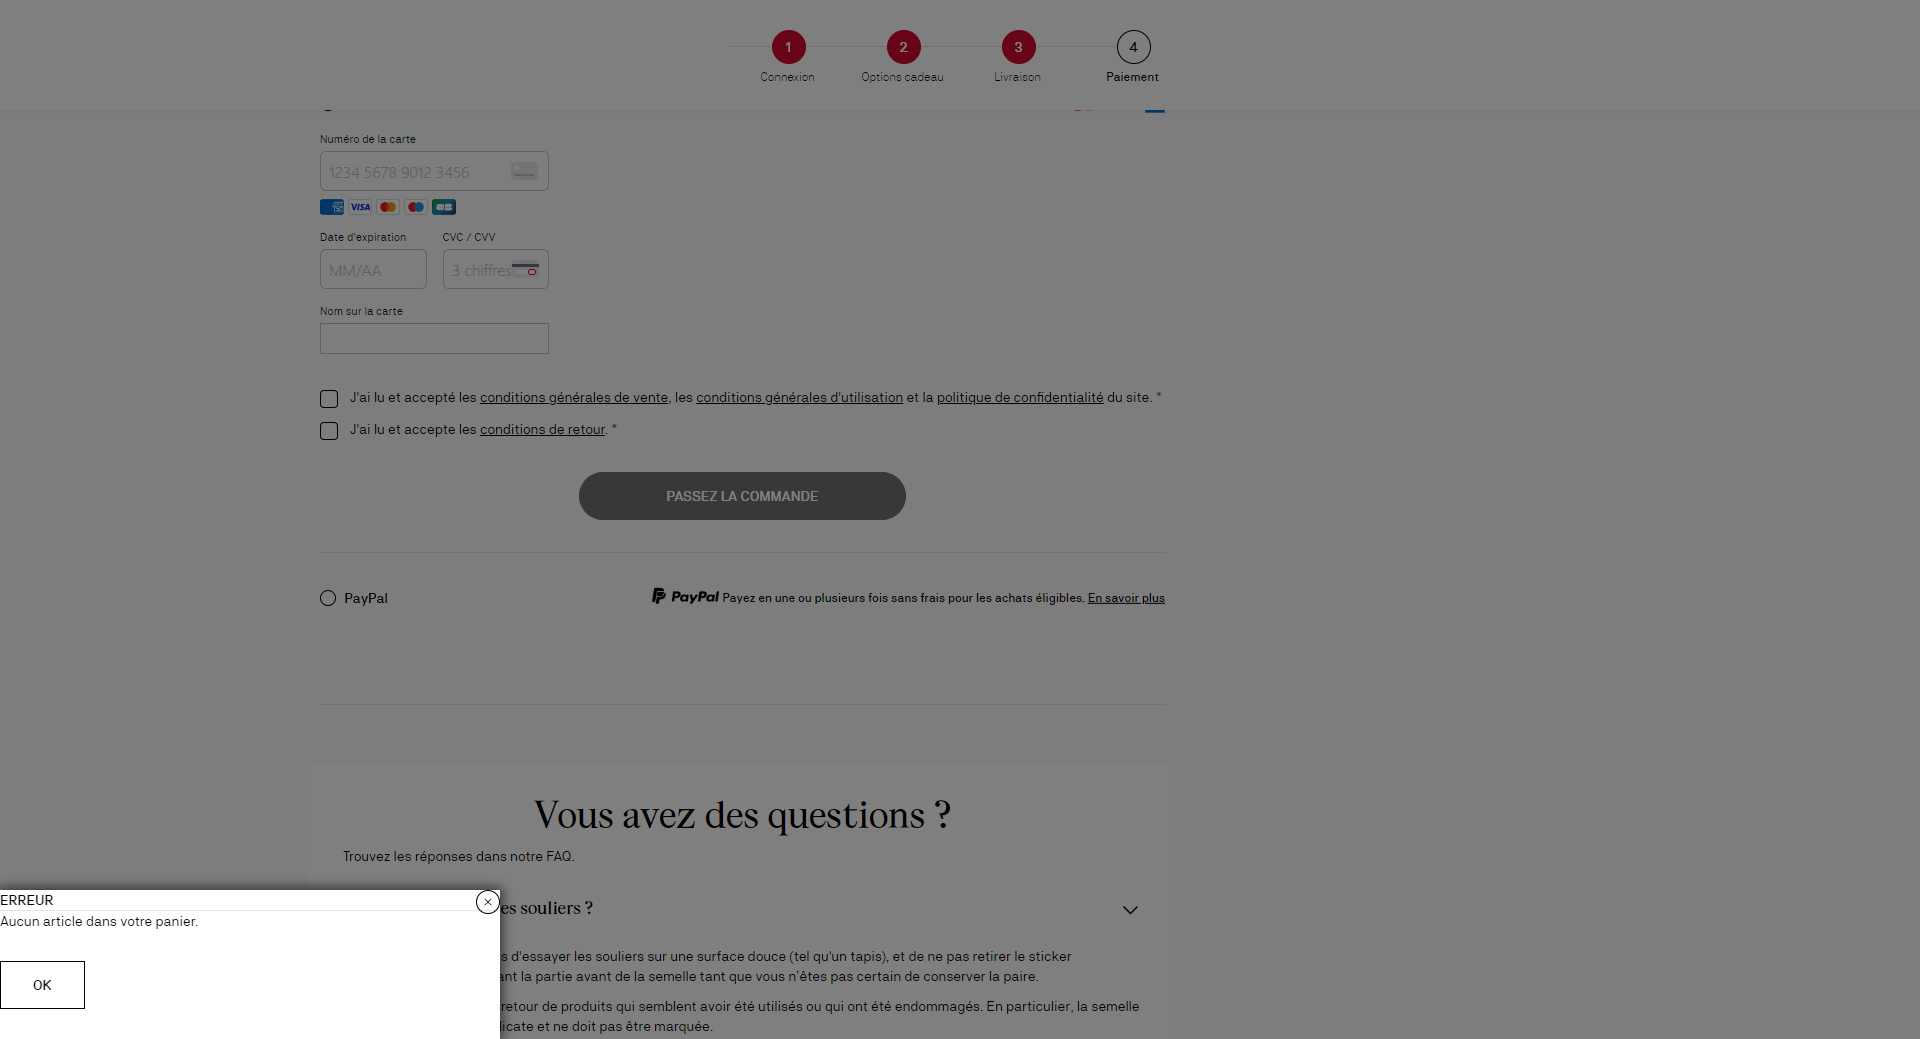 1 2 3 4
Connexion Options cadeau Livraison Paiement
Numéro de la carte
1234 5678 9012 3456
VISA
Date d'expiration CVC / CVV
MM/AA 3 chiffres
Nom sur la carte
J'ai lu et accepté les conditions générales de vente, les conditions générales d'utilisation et la politique de confidentialité du site. *
J'ai lu et accepte les conditions de retour. *
PASSEZ LA COMMANDE
PayPal PayPal Payez en une ou plusieurs fois sans frais pour les achats éligibles. En savoir plus
Vous avez des questions ?
Trouvez les réponses dans notre FAQ.
ERREUR
Aucun article dans votre panier.
OK
es souliers ?
s d'essayer les souliers sur une surface douce (tel qu'un tapis), et de ne pas retirer le sticker
ant la partie avant de la semelle tant que vous n'êtes pas certain de conserver la paire.
retour de produits qui semblent avoir été utilisés ou qui ont été endommagés. En particulier, la semelle
licate et ne doit pas être marquée.